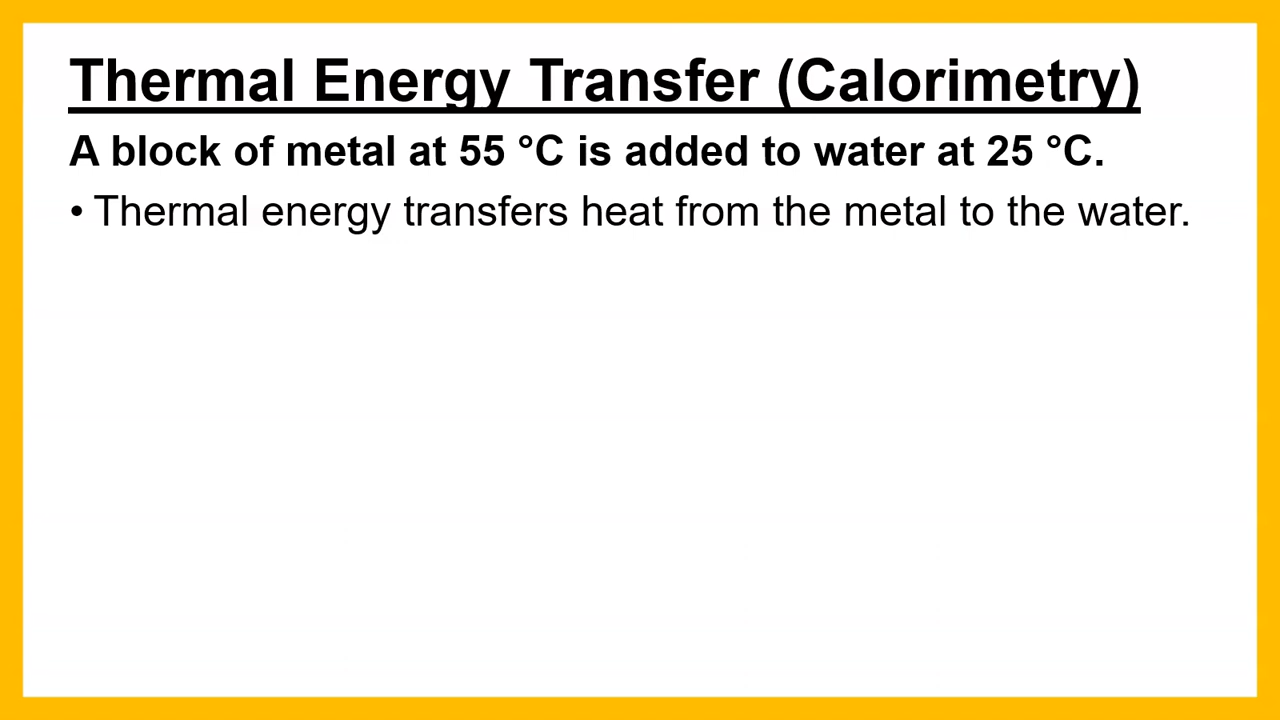 Thermal Energy Transfer (Calorimetry)
A block of metal at 55 °C is added to water at 25 °C.
• Thermal energy transfers heat from the metal to the water.